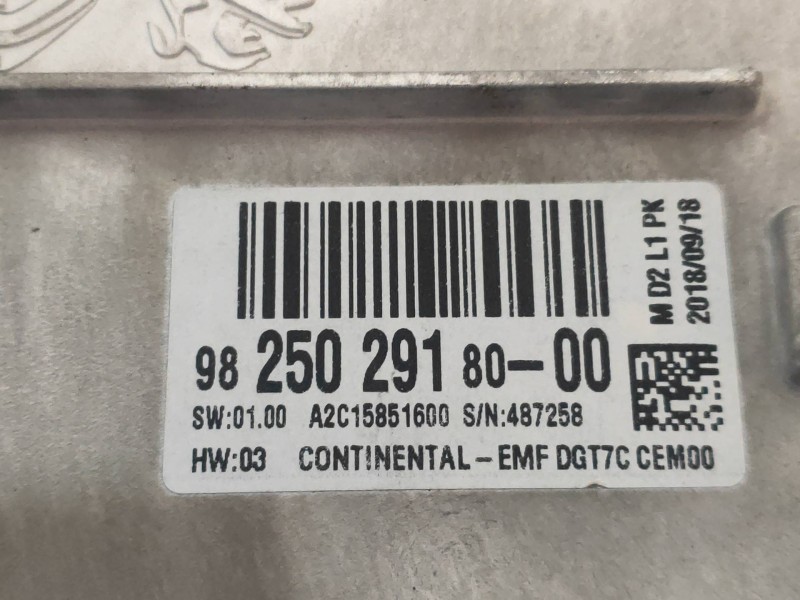 98 250 291 80-00
SW:01.00 A2C15851600 S/N:487258
HW:03 CONTINENTAL-EMF DGT7C CEM00
M D2 L1 PK
2018/09/18